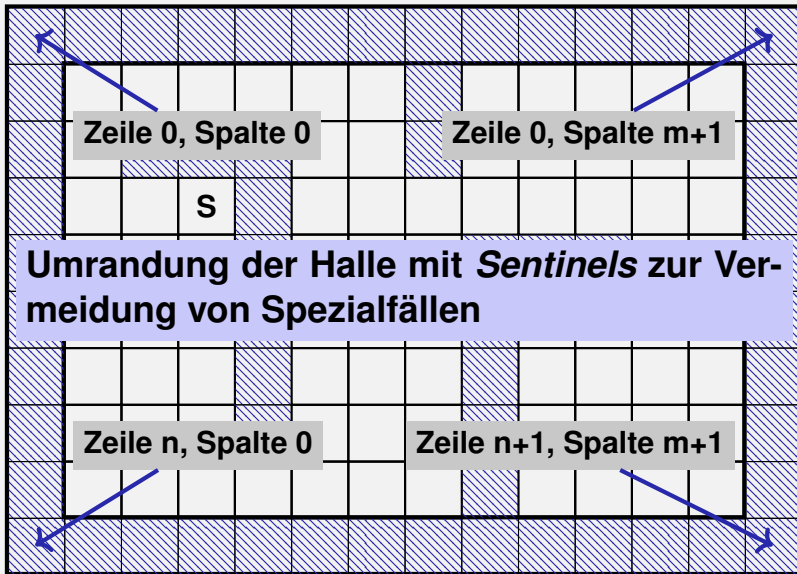 Zeile 0, Spalte 0
Zeile 0, Spalte m+1
S
Umrandung der Halle mit Sentinels zur Ver-
meidung von Spezialfällen
Zeile n, Spalte 0
Zeile n+1, Spalte m+1